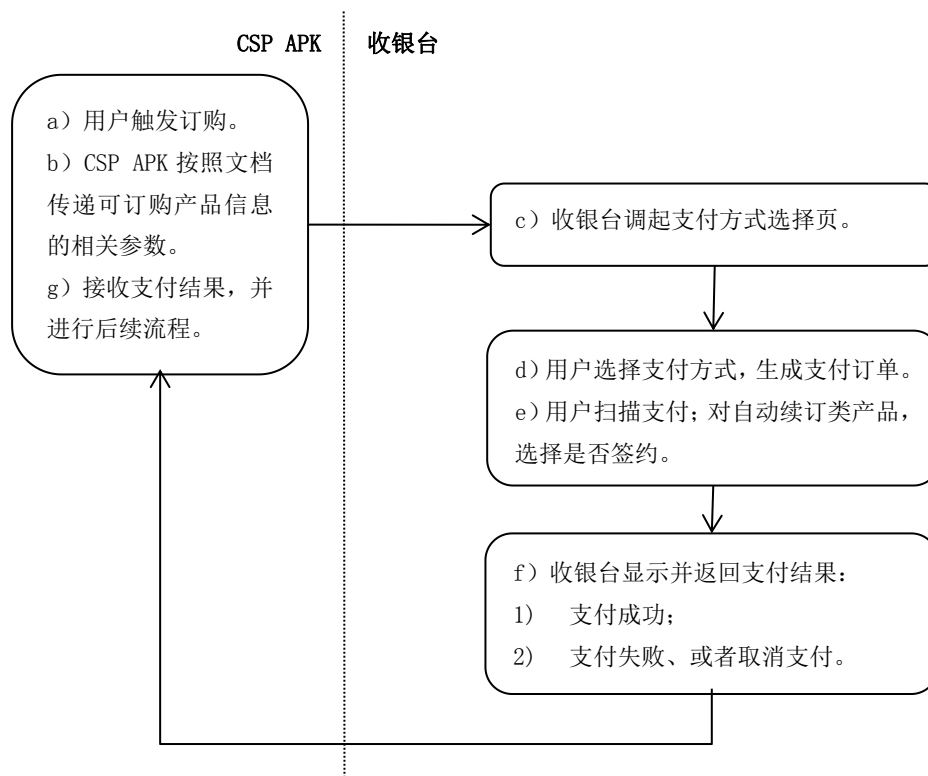 CSP APK
收银台
a）用户触发订购。
b）CSP APK 按照文档
传递可订购产品信息
的相关参数。
g）接收支付结果，并
进行后续流程。
c）收银台调起支付方式选择页。
d）用户选择支付方式，生成支付订单。
e）用户扫描支付；对自动续订类产品，
选择是否签约。
f）收银台显示并返回支付结果：
1) 支付成功；
2) 支付失败、或者取消支付。